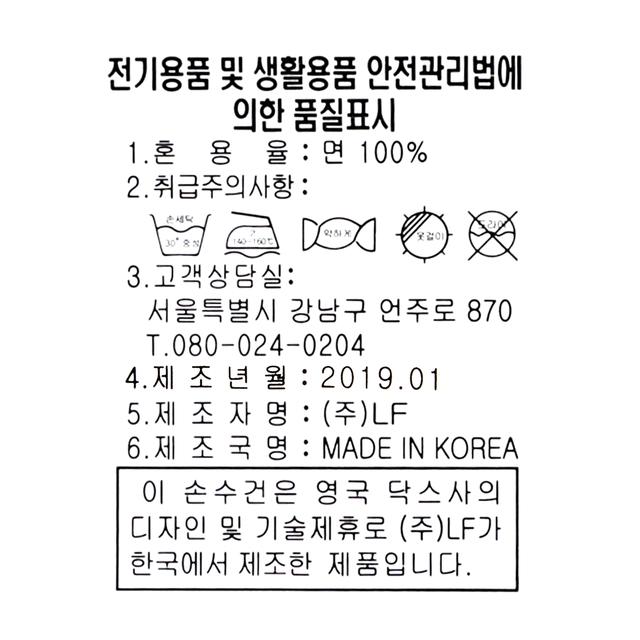 전기용품 및 생활용품 안전관리법에
의한 품질표시
1.혼 용 율 : 면 100%
2.취급주의사항 :
손세탁
30° 중성
140~160℃
약하게
옷걸이
드라이
3.고객상담실:
서울특별시 강남구 언주로 870
T.080-024-0204
4.제 조 년 월 : 2019.01
5.제 조 자 명 : (주)LF
6.제 조 국 명 : MADE IN KOREA
이 손수건은 영국 닥스사의
디자인 및 기술제휴로 (주)LF가
한국에서 제조한 제품입니다.